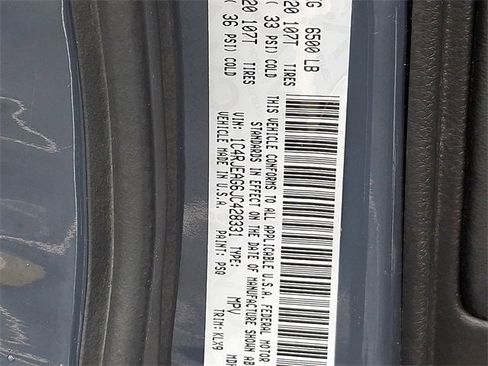 G 6500 LB
20 107T TIRES
( 33 PSI) COLD
20 107T TIRES
( 36 PSI) COLD
THIS VEHICLE CONFORMS TO ALL APPLICABLE U.S.A. FEDERAL MOTOR
STANDARDS IN EFFECT ON THE DATE OF MANUFACTURE SHOWN AB
VIN: 1C4RJEAG6JC428331 TYPE: MPV
VEHICLE MADE IN U.S.A. PAINT: PSQ TRIM: KLX9